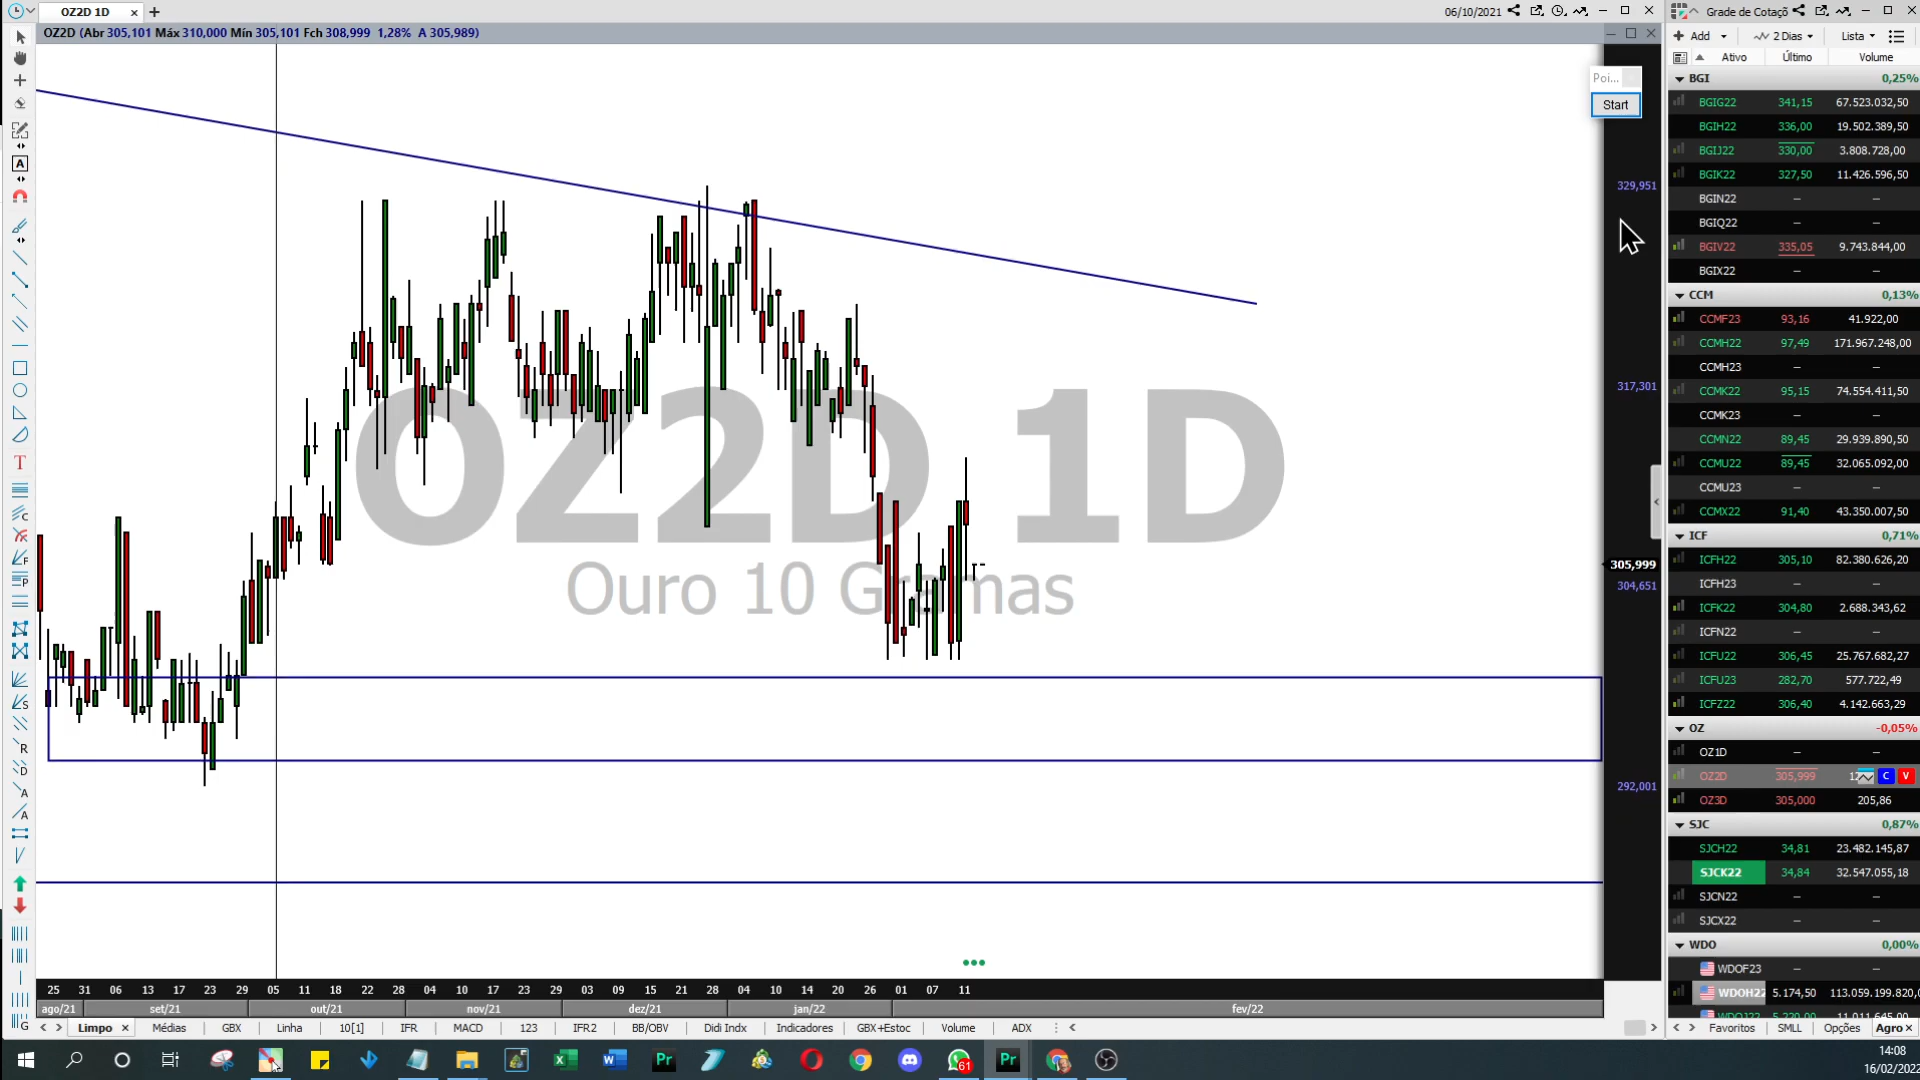 OZ2D 1D
06/10/2021
Grade de Cotaçõ
OZ2D (Abr 305,101 Máx 310,000 Mín 305,101 Fch 308,999 1,28% A 305,989)
Add 2 Dias Lista
Ativo Último Volume
Poi...
Start
329,951
317,301
305,999
304,651
292,001
OZ2D 1D
Ouro 10 Gramas
BGI 0,25%
BGIG22 341,15 67.523.032,50
BGIH22 336,00 19.502.389,50
BGIJ22 330,00 3.808.728,00
BGIK22 327,50 11.426.596,50
BGIN22 – –
BGIQ22 – –
BGIV22 335,05 9.743.844,00
BGIX22 – –
CCM 0,13%
CCMF23 93,16 41.922,00
CCMH22 97,49 171.967.248,00
CCMH23 – –
CCMK22 95,15 74.554.411,50
CCMK23 – –
CCMN22 89,45 29.939.890,50
CCMU22 89,45 32.065.092,00
CCMU23 – –
CCMX22 91,40 43.350.007,50
ICF 0,71%
ICFH22 305,10 82.380.626,20
ICFH23 – –
ICFK22 304,80 2.688.343,62
ICFN22 – –
ICFU22 306,45 25.767.682,27
ICFU23 282,70 577.722,49
ICFZ22 306,40 4.142.663,29
OZ -0,05%
OZ1D – –
OZ2D 305,999 C V
OZ3D 305,000 205,86
SJC 0,87%
SJCH22 34,81 23.482.145,87
SJCK22 34,84 32.547.055,18
SJCN22 – –
SJCX22 – –
WDO 0,00%
WDOF23 – –
WDOH22 5.174,50 113.059.199.820,
25 31 06 13 17 23 29 05 11 18 22 28 04 10 17 23 29 03 09 15 21 28 04 10 14 20 26 01 07 11
ago/21 set/21 out/21 nov/21 dez/21 jan/22 fev/22
Limpo Médias GBX Linha 10[1] IFR MACD 123 IFR2 BB/OBV Didi Indx Indicadores GBX+Estoc Volume ADX
Favoritos SMLL Opções Agro
61
14:08
16/02/2022